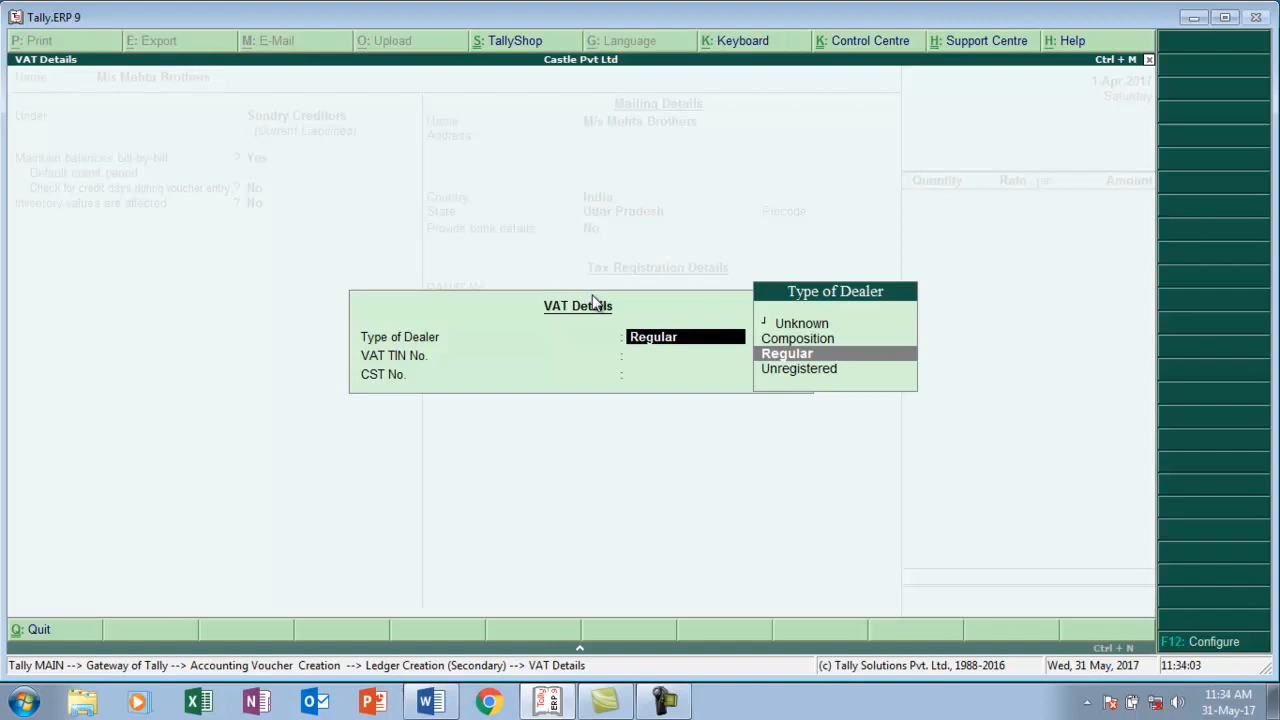 Tally.ERP 9
P: Print E: Export M: E-Mail O: Upload S: TallyShop G: Language K: Keyboard K: Control Centre H: Support Centre H: Help
VAT Details Castle Pvt Ltd Ctrl + M
Name M/s Mehta Brothers 1-Apr-2017
Saturday
Mailing Details
Under Sundry Creditors
(Current Liabilities)
Name M/s Mehta Brothers
Address:
Maintain balances bill-by-bill ? Yes
Default credit period
Check for credit days during voucher entry ? No
Inventory values are affected ? No
Country India
State Uttar Pradesh Pincode
Provide bank details No
Quantity Rate per Amount
Tax Registration Details
PAN/IT No.
VAT Details
Type of Dealer : Regular
VAT TIN No. :
CST No. :
Type of Dealer
Unknown
Composition
Regular
Unregistered
Q: Quit
F12: Configure
Ctrl + N
Tally MAIN --> Gateway of Tally --> Accounting Voucher Creation --> Ledger Creation (Secondary) --> VAT Details (c) Tally Solutions Pvt. Ltd., 1988-2016 Wed, 31 May, 2017 11:34:03
11:34 AM
31-May-17